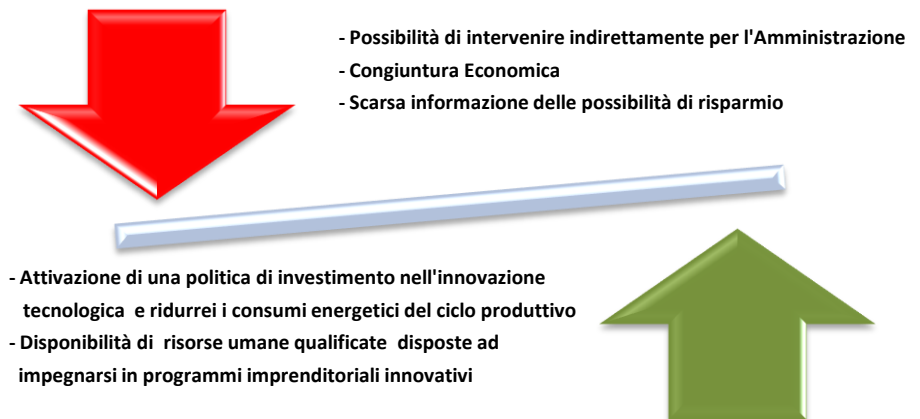 - Possibilità di intervenire indirettamente per l'Amministrazione
- Congiuntura Economica
- Scarsa informazione delle possibilità di risparmio
- Attivazione di una politica di investimento nell'innovazione
tecnologica e ridurrei i consumi energetici del ciclo produttivo
- Disponibilità di risorse umane qualificate disposte ad
impegnarsi in programmi imprenditoriali innovativi